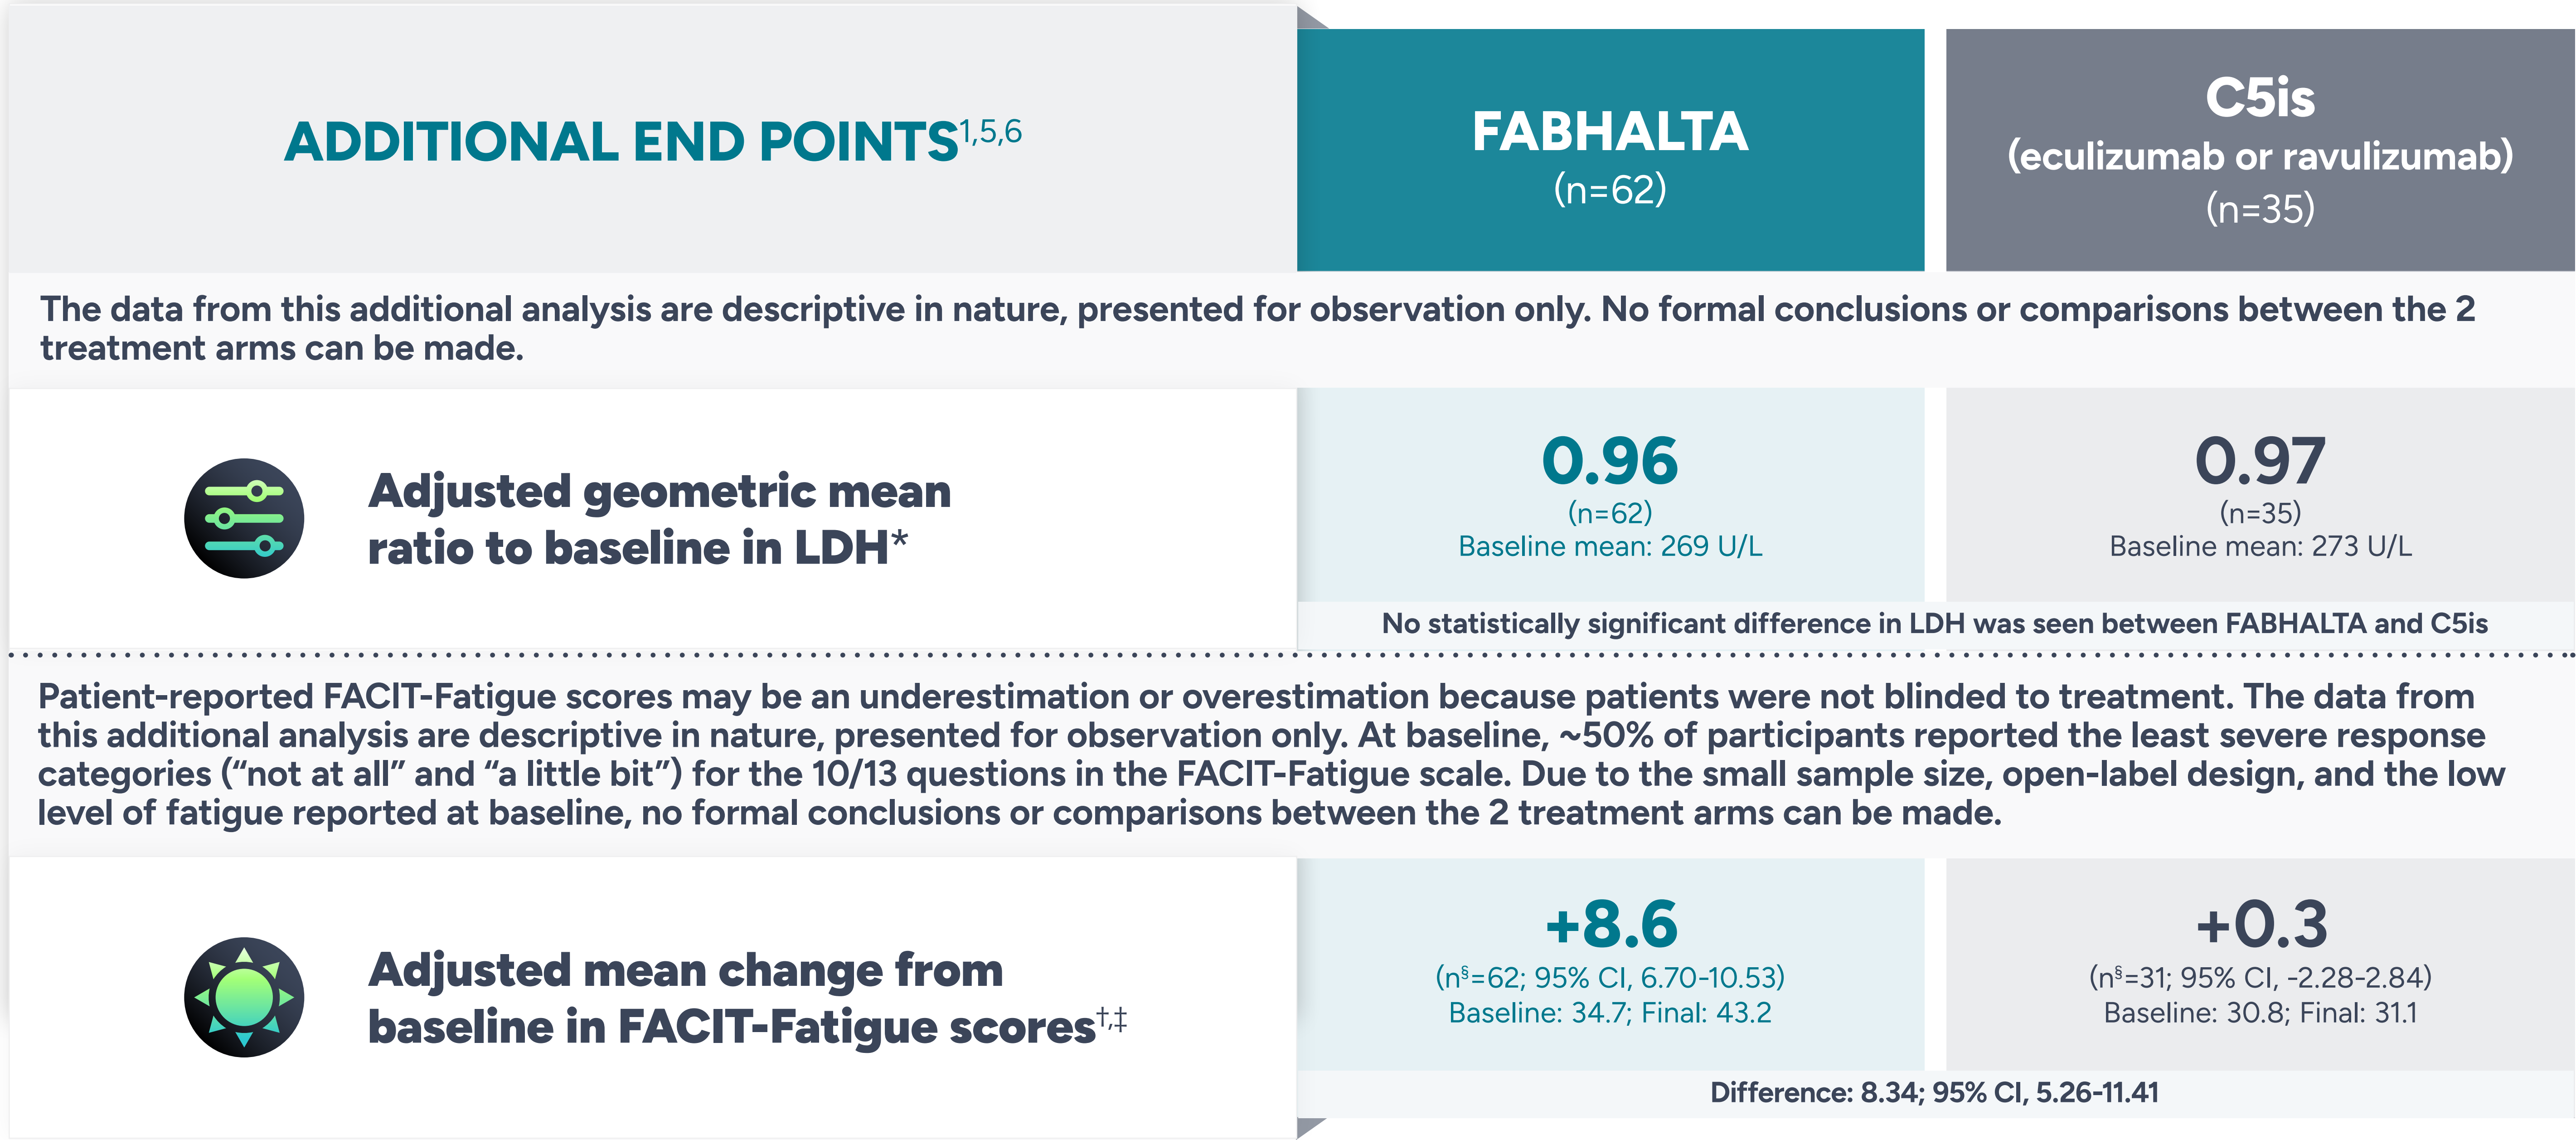 ADDITIONAL END POINTS1,5,6
FABHALTA
(n=62)
C5is
(eculizumab or ravulizumab)
(n=35)
The data from this additional analysis are descriptive in nature, presented for observation only. No formal conclusions or comparisons between the 2
treatment arms can be made.
Adjusted geometric mean
ratio to baseline in LDH*
0.96
(n=62)
Baseline mean: 269 U/L
0.97
(n=35)
Baseline mean: 273 U/L
No statistically significant difference in LDH was seen between FABHALTA and C5is
Patient-reported FACIT-Fatigue scores may be an underestimation or overestimation because patients were not blinded to treatment. The data from
this additional analysis are descriptive in nature, presented for observation only. At baseline, ~50% of participants reported the least severe response
categories (“not at all” and “a little bit”) for the 10/13 questions in the FACIT-Fatigue scale. Due to the small sample size, open-label design, and the low
level of fatigue reported at baseline, no formal conclusions or comparisons between the 2 treatment arms can be made.
Adjusted mean change from
baseline in FACIT-Fatigue scores†,‡
+8.6
(n§=62; 95% CI, 6.70-10.53)
Baseline: 34.7; Final: 43.2
+0.3
(n§=31; 95% CI, -2.28-2.84)
Baseline: 30.8; Final: 31.1
Difference: 8.34; 95% CI, 5.26-11.41